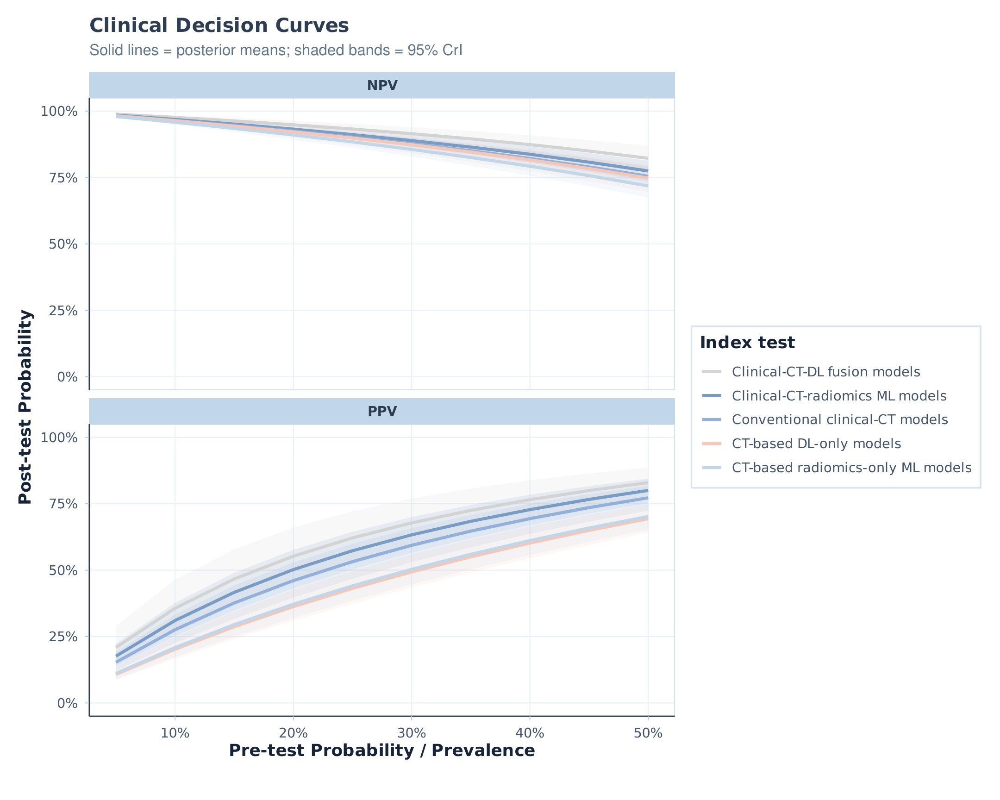 Clinical Decision Curves
Solid lines = posterior means; shaded bands = 95% CrI
NPV
100%
75%
50%
25%
0%
PPV
100%
75%
50%
25%
0%
10% 20% 30% 40% 50%
Pre-test Probability / Prevalence
Post-test Probability
Index test
Clinical-CT-DL fusion models
Clinical-CT-radiomics ML models
Conventional clinical-CT models
CT-based DL-only models
CT-based radiomics-only ML models